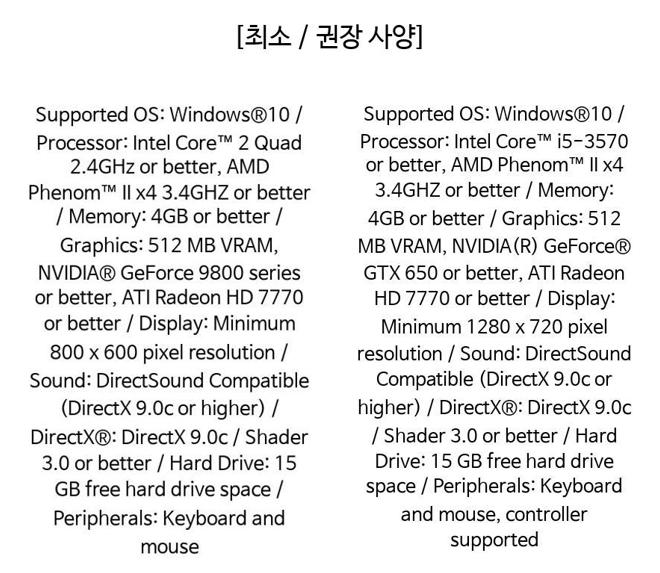 [최소 / 권장 사양]
Supported OS: Windows®10 /
Processor: Intel Core™ 2 Quad
2.4GHz or better, AMD
Phenom™ II x4 3.4GHZ or better
/ Memory: 4GB or better /
Graphics: 512 MB VRAM,
NVIDIA® GeForce 9800 series
or better, ATI Radeon HD 7770
or better / Display: Minimum
800 x 600 pixel resolution /
Sound: DirectSound Compatible
(DirectX 9.0c or higher) /
DirectX®: DirectX 9.0c / Shader
3.0 or better / Hard Drive: 15
GB free hard drive space /
Peripherals: Keyboard and
mouse
Supported OS: Windows®10 /
Processor: Intel Core™ i5-3570
or better, AMD Phenom™ II x4
3.4GHZ or better / Memory:
4GB or better / Graphics: 512
MB VRAM, NVIDIA(R) GeForce®
GTX 650 or better, ATI Radeon
HD 7770 or better / Display:
Minimum 1280 x 720 pixel
resolution / Sound: DirectSound
Compatible (DirectX 9.0c or
higher) / DirectX®: DirectX 9.0c
/ Shader 3.0 or better / Hard
Drive: 15 GB free hard drive
space / Peripherals: Keyboard
and mouse, controller
supported